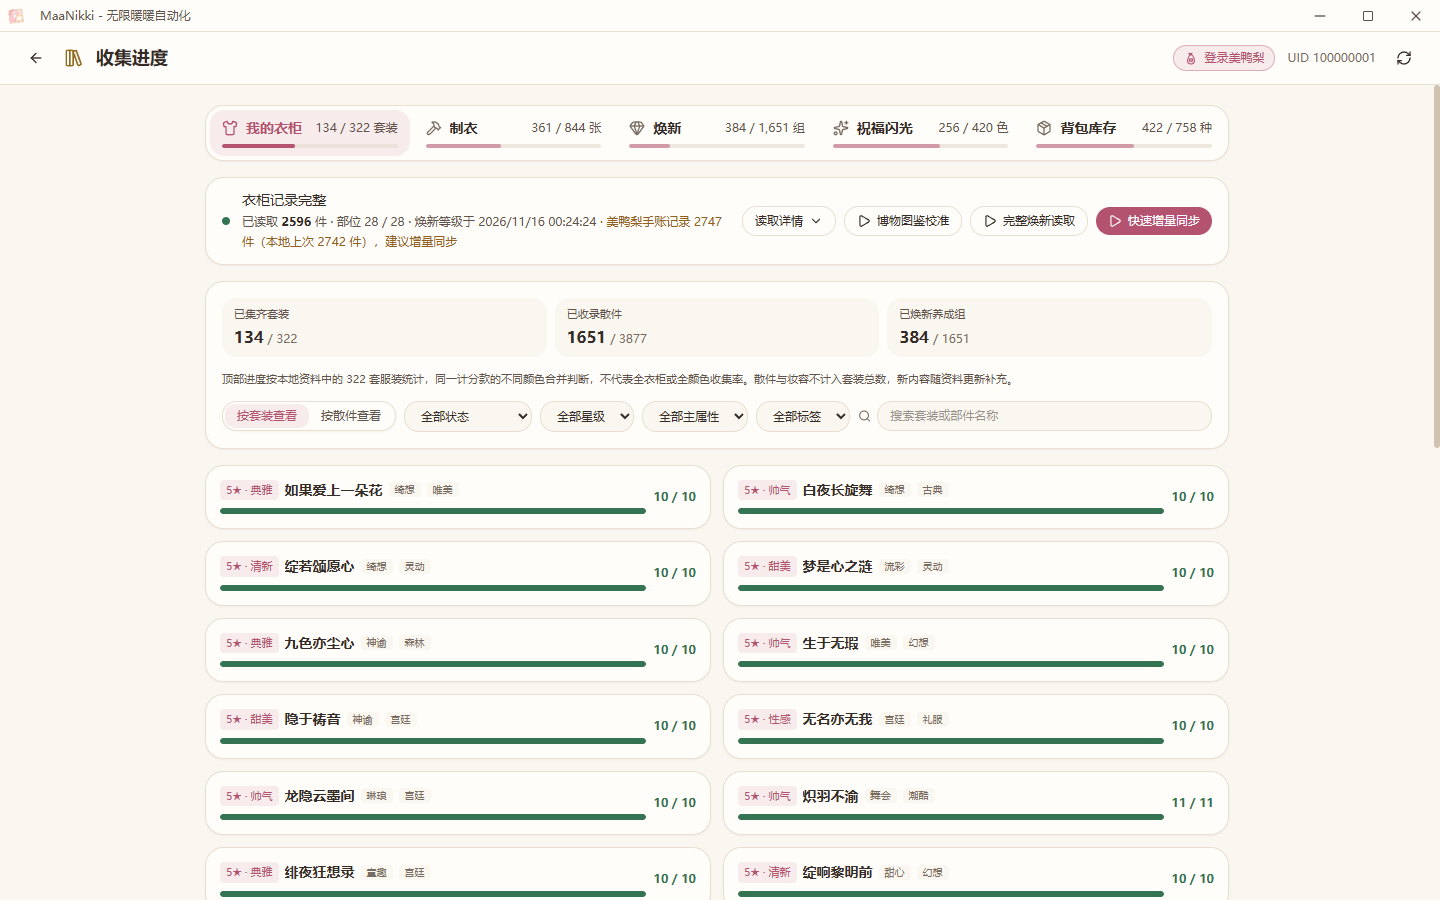 MaaNikki - 无限暖暖自动化
收集进度
登录美鸭梨
UID 100000001
我的衣柜 134 / 322 套装
制衣 361 / 844 张
焕新 384 / 1,651 组
祝福闪光 256 / 420 色
背包库存 422 / 758 种
衣柜记录完整
已读取 2596 件 · 部位 28 / 28 · 焕新等级于 2026/11/16 00:24:24 · 美鸭梨手账记录 2747
件（本地上次 2742 件），建议增量同步
读取详情
博物图鉴校准
完整焕新读取
快速增量同步
已集齐套装
134 / 322
已收录散件
1651 / 3877
已焕新养成组
384 / 1651
顶部进度按本地资料中的 322 套服装统计，同一计分款的不同颜色合并判断，不代表全衣柜或全颜色收集率。散件与妆容不计入套装总数，新内容随资料更新补充。
按套装查看 按散件查看 全部状态 全部星级 全部主属性 全部标签 搜索套装或部件名称
5★ · 典雅 如果爱上一朵花 绮想 唯美 10 / 10
5★ · 帅气 白夜长旋舞 绮想 古典 10 / 10
5★ · 清新 绽若颂愿心 绮想 灵动 10 / 10
5★ · 甜美 梦是心之涟 流彩 灵动 10 / 10
5★ · 典雅 九色亦尘心 神谕 森林 10 / 10
5★ · 帅气 生于无瑕 唯美 幻想 10 / 10
5★ · 甜美 隐于祷音 神谕 宫廷 10 / 10
5★ · 性感 无名亦无我 宫廷 礼服 10 / 10
5★ · 帅气 龙隐云墨间 琳琅 宫廷 10 / 10
5★ · 帅气 炽羽不渝 舞会 潮酷 11 / 11
5★ · 典雅 绯夜狂想录 童趣 宫廷 10 / 10
5★ · 清新 绽响黎明前 甜心 幻想 10 / 10